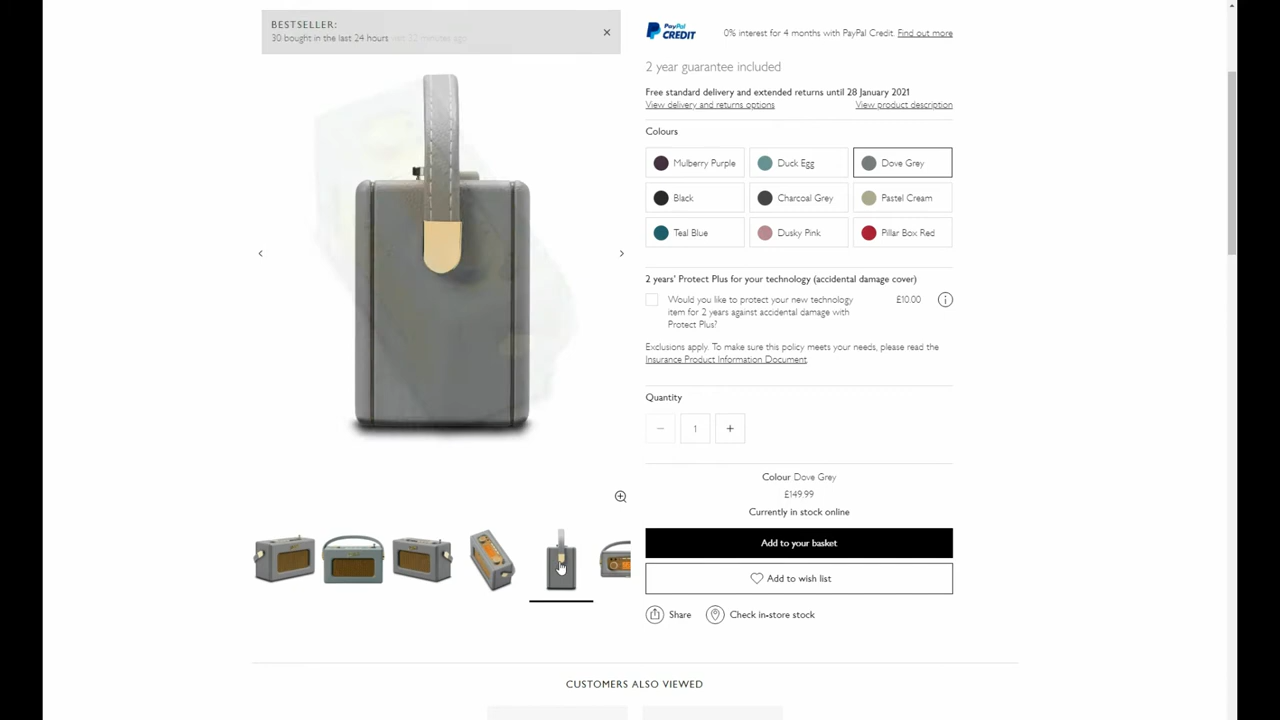 BESTSELLER:
30 bought in the last 24 hours
PayPal
CREDIT
0% interest for 4 months with PayPal Credit. Find out more
2 year guarantee included
Free standard delivery and extended returns until 28 January 2021
View delivery and returns options
View product description
Colours
Mulberry Purple
Duck Egg
Dove Grey
Black
Charcoal Grey
Pastel Cream
Teal Blue
Dusky Pink
Pillar Box Red
2 years' Protect Plus for your technology (accidental damage cover)
Would you like to protect your new technology
item for 2 years against accidental damage with
Protect Plus?
£10.00
Exclusions apply. To make sure this policy meets your needs, please read the
Insurance Product Information Document.
Quantity
1
Colour Dove Grey
£149.99
Currently in stock online
Add to your basket
Add to wish list
Share
Check in-store stock
CUSTOMERS ALSO VIEWED